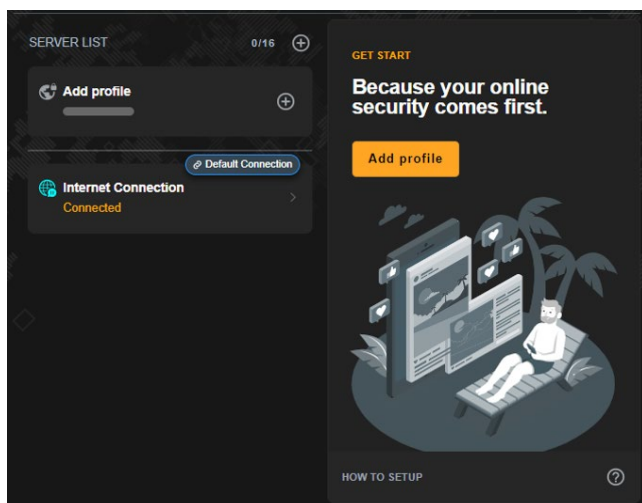 SERVER LIST
0/16
Add profile
Default Connection
Internet Connection
Connected
GET START
Because your online
security comes first.
Add profile
HOW TO SETUP